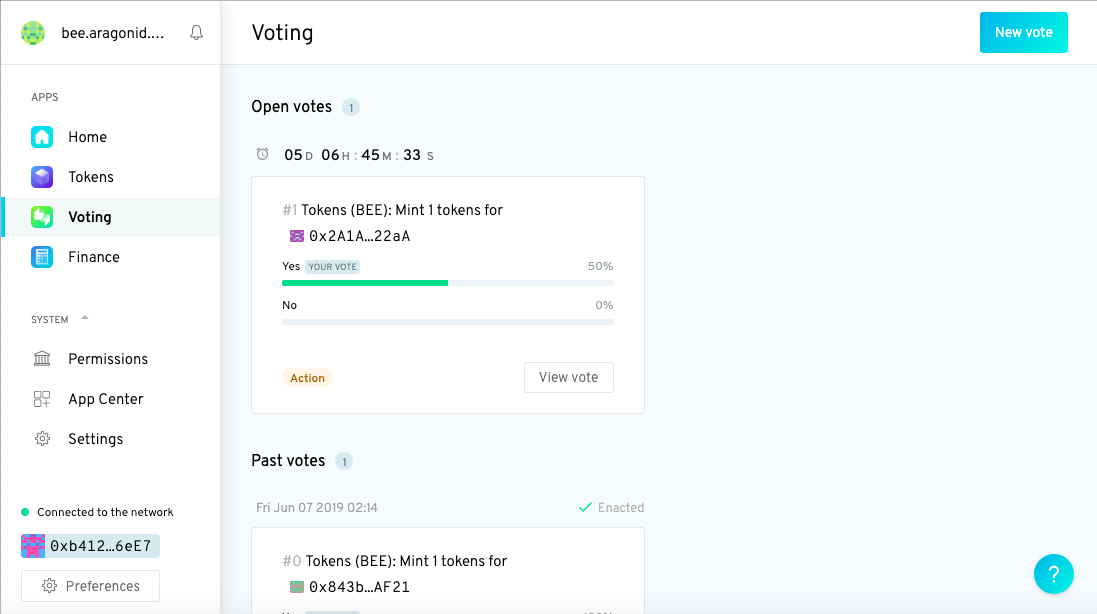 bee.aragonid....
Voting
New vote
APPS
Home
Tokens
Voting
Finance
SYSTEM
Permissions
App Center
Settings
Connected to the network
0xb412…6eE7
Preferences
Open votes 1
05 D 06 H : 45 M : 33 S
#1 Tokens (BEE): Mint 1 tokens for
0x2A1A…22aA
Yes YOUR VOTE 50%
No 0%
Action
View vote
Past votes 1
Fri Jun 07 2019 02:14 Enacted
#0 Tokens (BEE): Mint 1 tokens for
0x843b…AF21
?